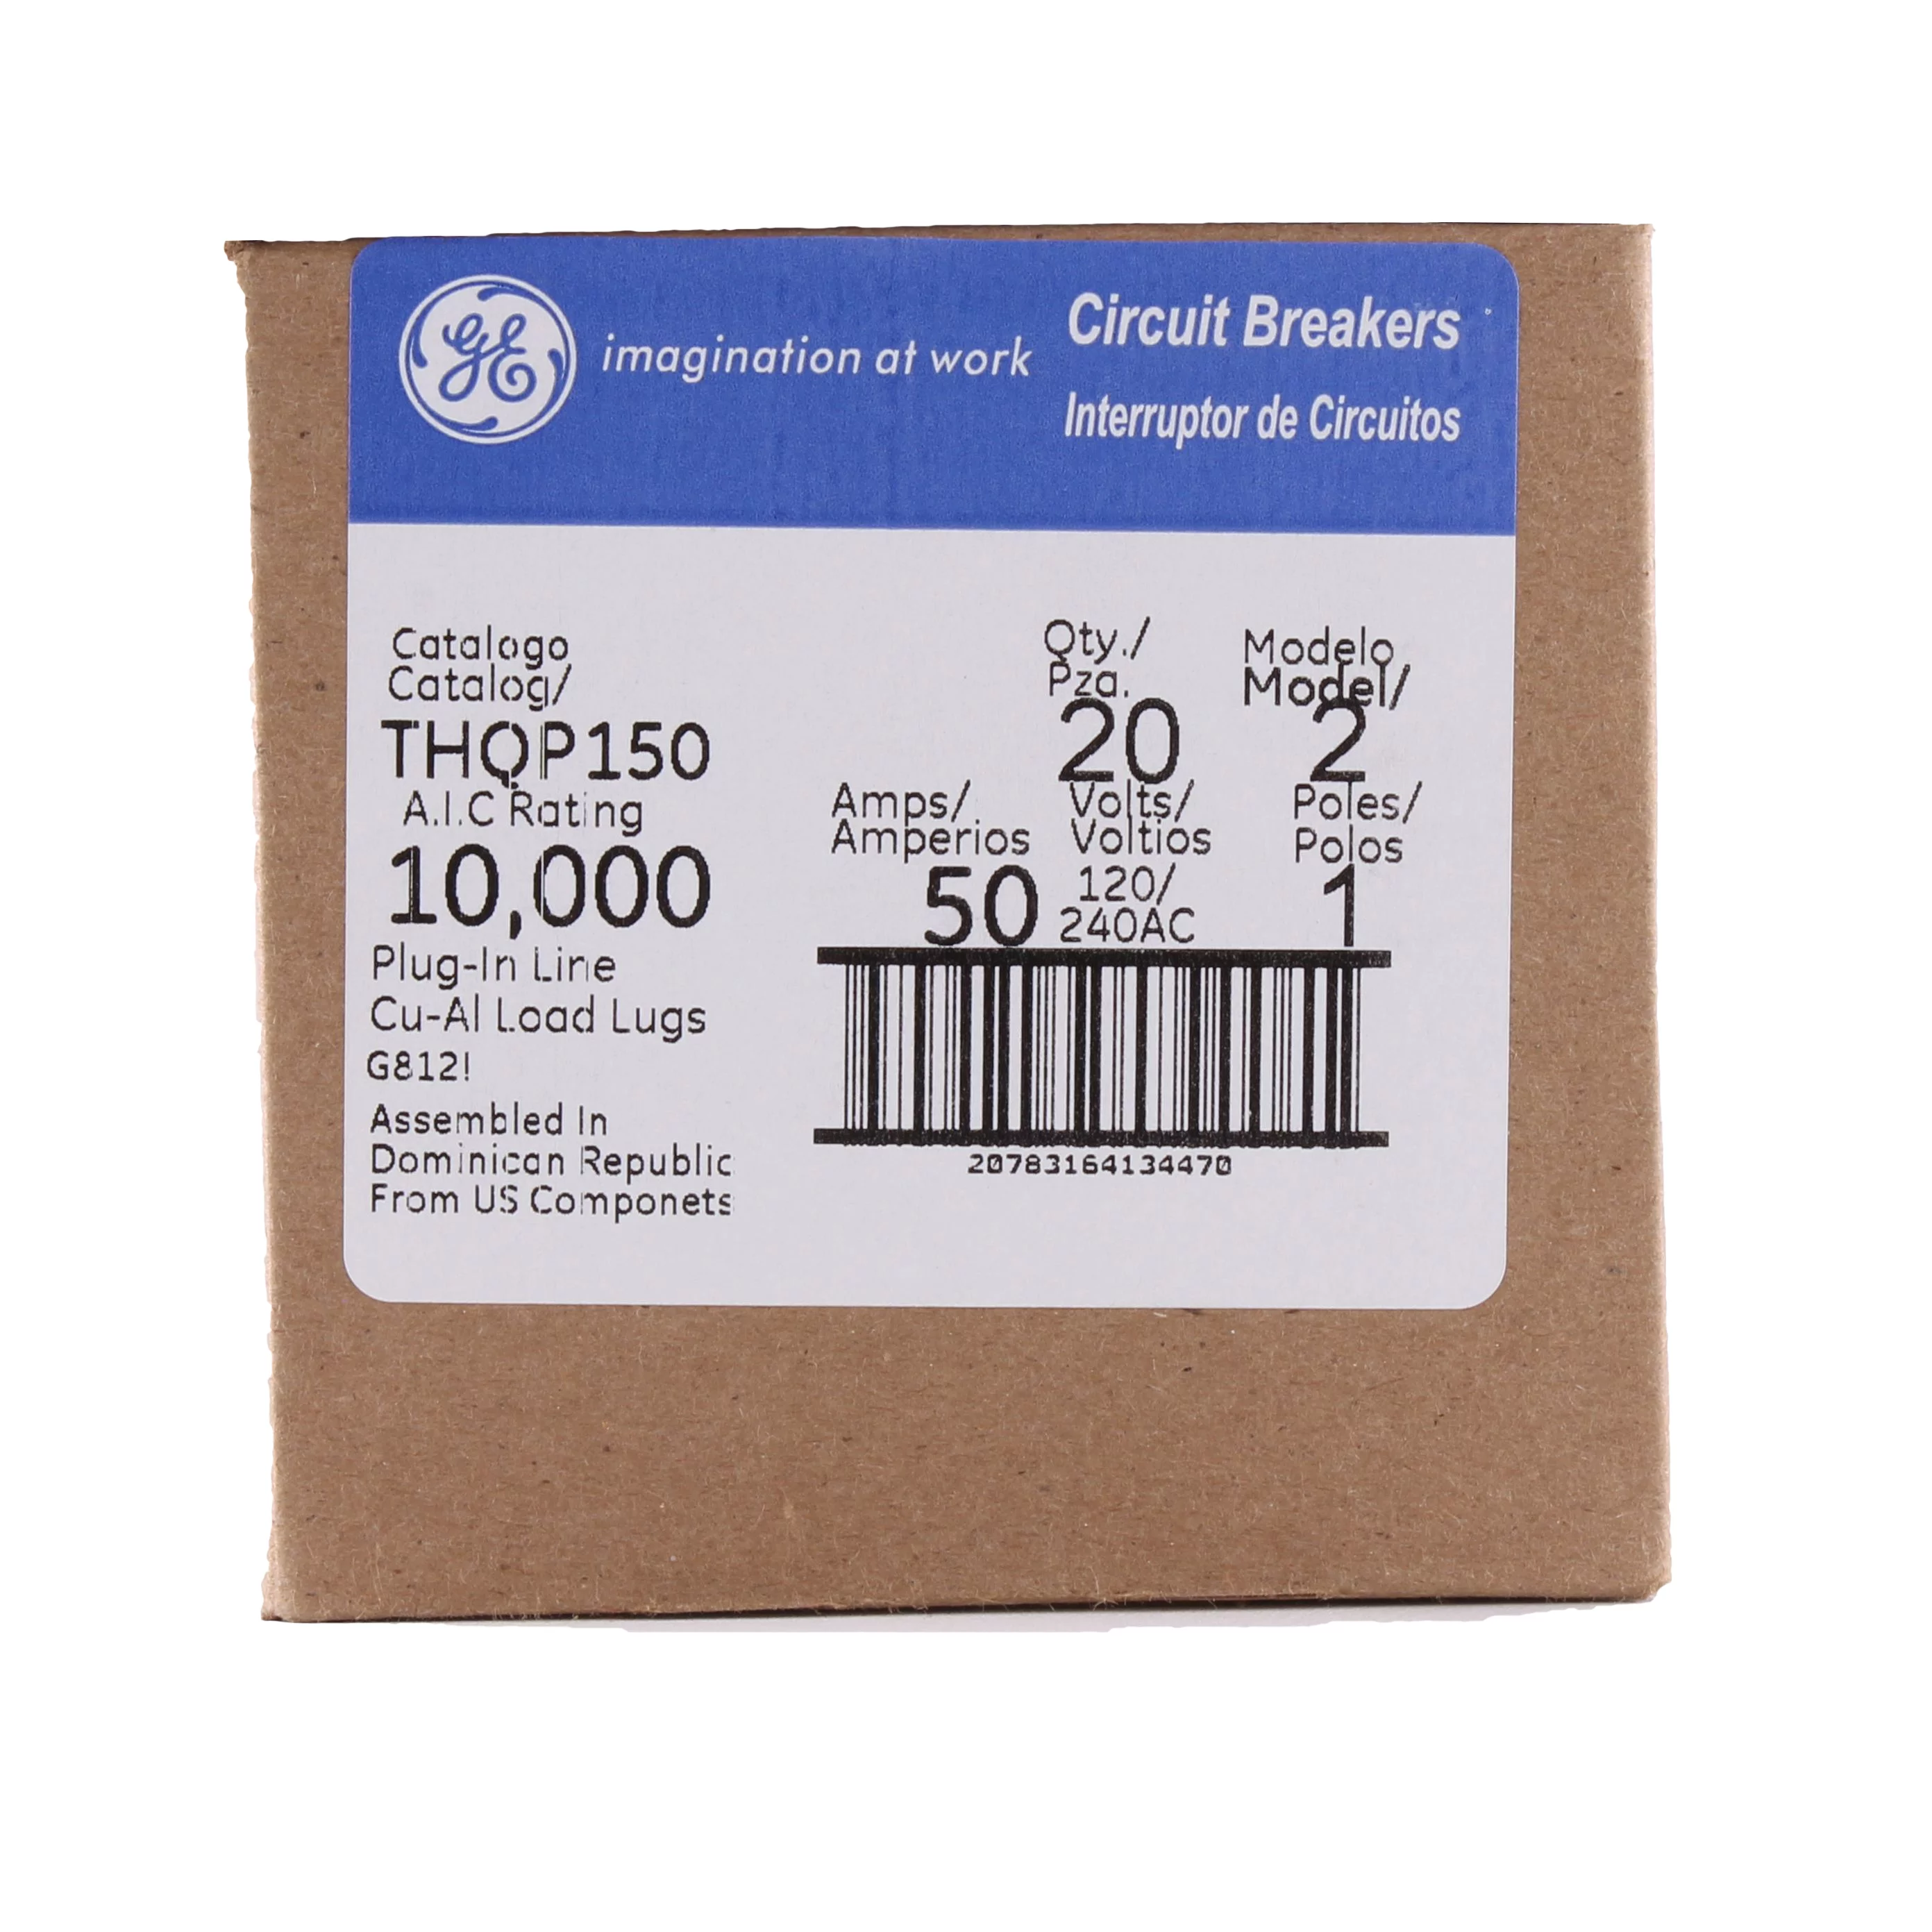 GE
imagination at work
Circuit Breakers
Interruptor de Circuitos
Catalogo
Catalog/
THQP150
A.I.C Rating
10,000
Plug-In Line
Cu-Al Load Lugs
G812!
Assembled In
Dominican Republic
From US Componets
Qty./
Pza.
20
Modelo
Model/
2
Amps/
Amperios
50
Volts/
Voltios
120/
240AC
Poles/
Polos
1
20783164134470